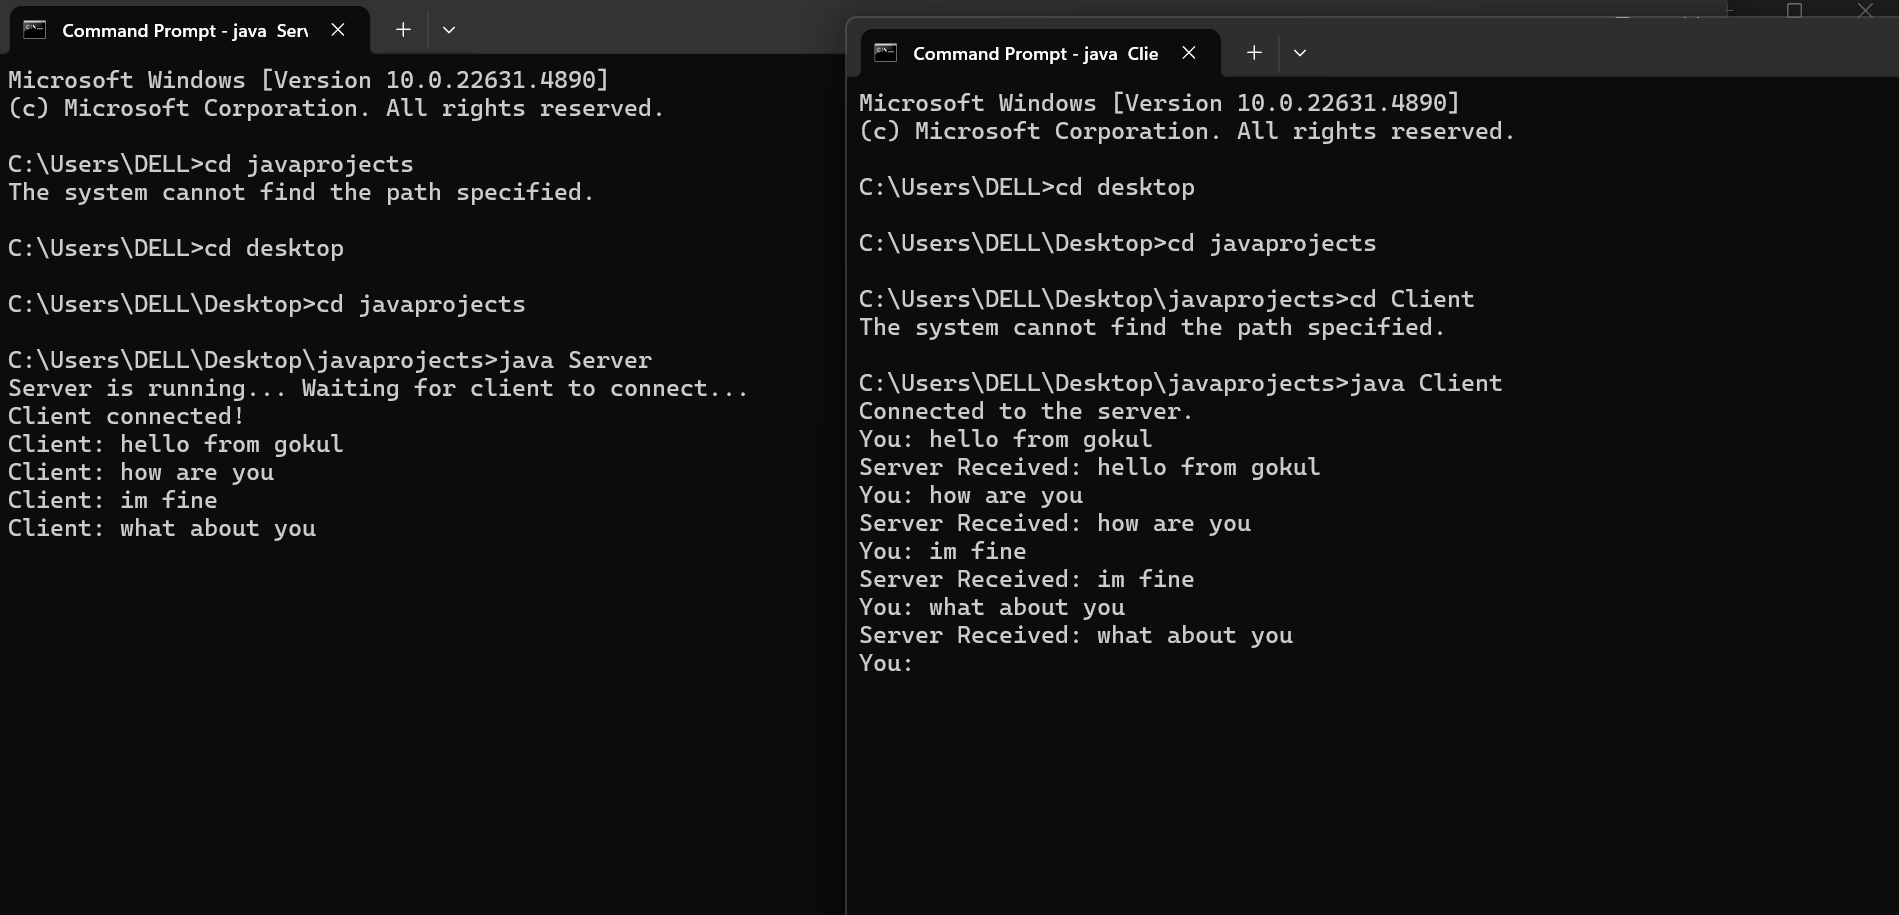 Command Prompt - java  Serv
Microsoft Windows [Version 10.0.22631.4890]
(c) Microsoft Corporation. All rights reserved.
C:\Users\DELL>cd javaprojects
The system cannot find the path specified.
C:\Users\DELL>cd desktop
C:\Users\DELL\Desktop>cd javaprojects
C:\Users\DELL\Desktop\javaprojects>java Server
Server is running... Waiting for client to connect...
Client connected!
Client: hello from gokul
Client: how are you
Client: im fine
Client: what about you
Command Prompt - java  Clie
Microsoft Windows [Version 10.0.22631.4890]
(c) Microsoft Corporation. All rights reserved.
C:\Users\DELL>cd desktop
C:\Users\DELL\Desktop>cd javaprojects
C:\Users\DELL\Desktop\javaprojects>cd Client
The system cannot find the path specified.
C:\Users\DELL\Desktop\javaprojects>java Client
Connected to the server.
You: hello from gokul
Server Received: hello from gokul
You: how are you
Server Received: how are you
You: im fine
Server Received: im fine
You: what about you
Server Received: what about you
You: